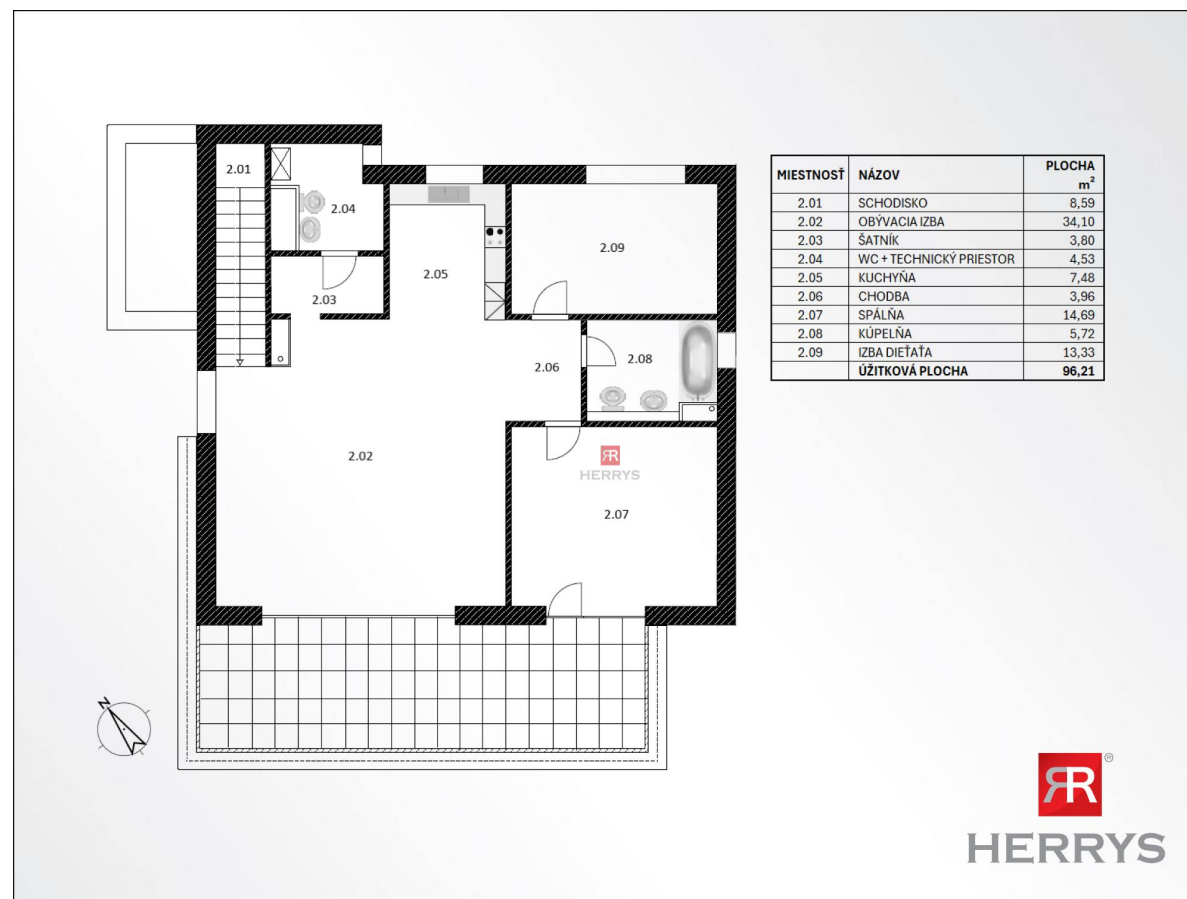 2.01
2.04
2.09
2.05
2.03
2.08
2.06
2.02
RR
HERRYS
2.07
N
MIESTNOSŤ NÁZOV PLOCHA m²
2.01 SCHODISKO 8,59
2.02 OBÝVACIA IZBA 34,10
2.03 ŠATNÍK 3,80
2.04 WC + TECHNICKÝ PRIESTOR 4,53
2.05 KUCHYŇA 7,48
2.06 CHODBA 3,96
2.07 SPÁLŇA 14,69
2.08 KÚPELŇA 5,72
2.09 IZBA DIEŤAŤA 13,33
ÚŽITKOVÁ PLOCHA 96,21
RR®
HERRYS